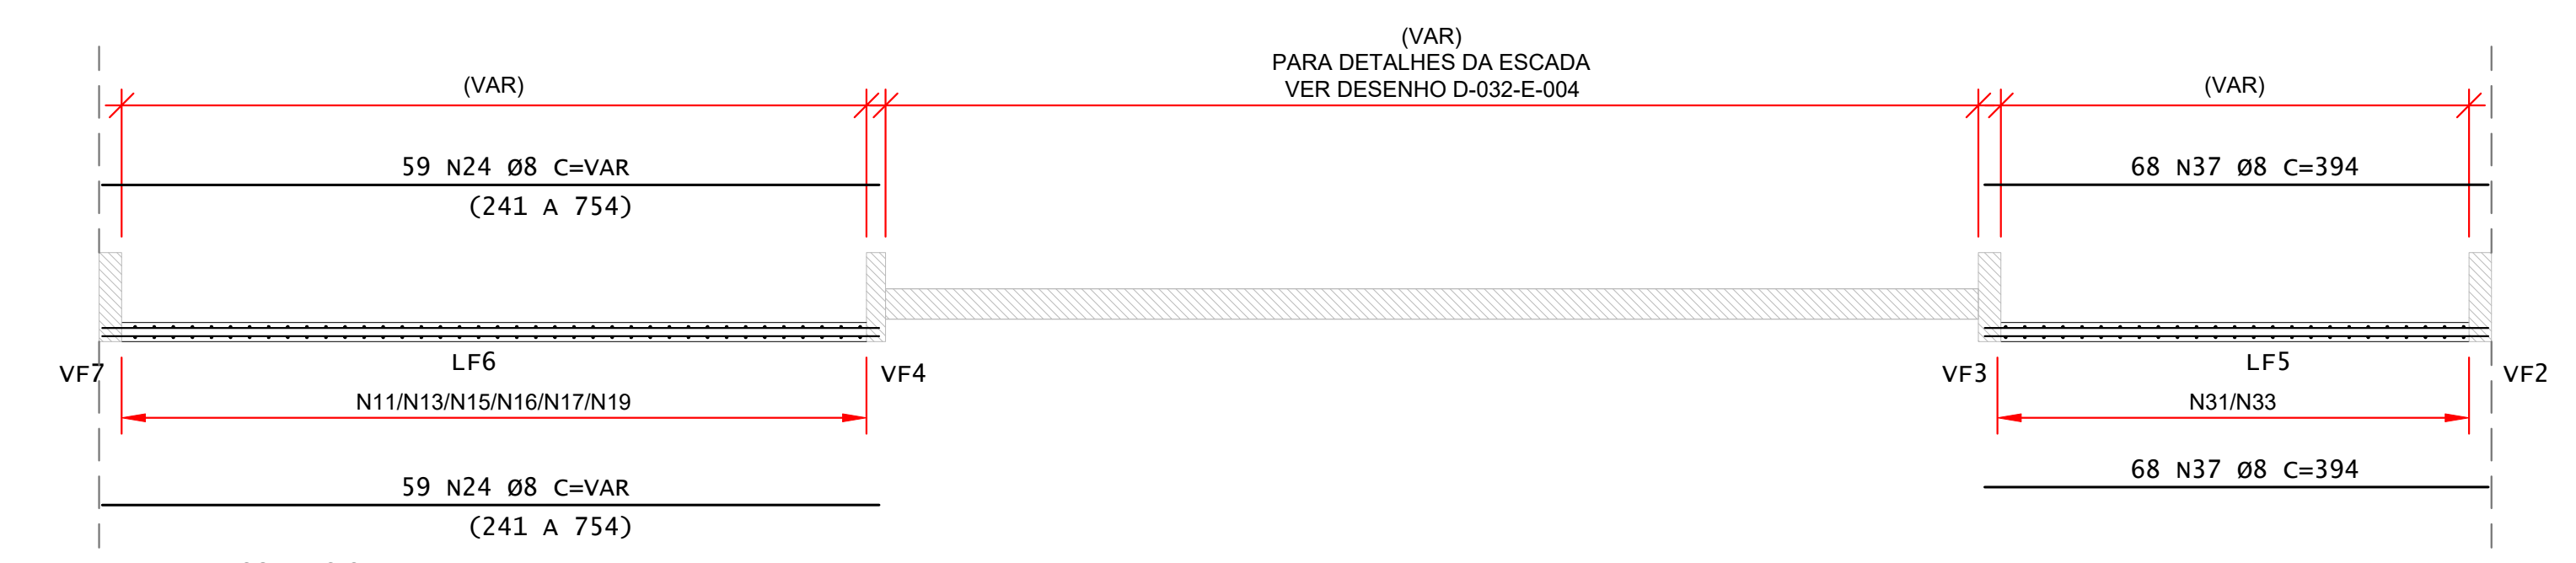 (VAR)
PARA DETALHES DA ESCADA
VER DESENHO D-032-E-004
(VAR)
(VAR)
59 N24 Ø8 C=VAR
(241 A 754)
68 N37 Ø8 C=394
LF6
LF5
VF7
VF4
VF3
VF2
N11/N13/N15/N16/N17/N19
N31/N33
59 N24 Ø8 C=VAR
(241 A 754)
68 N37 Ø8 C=394